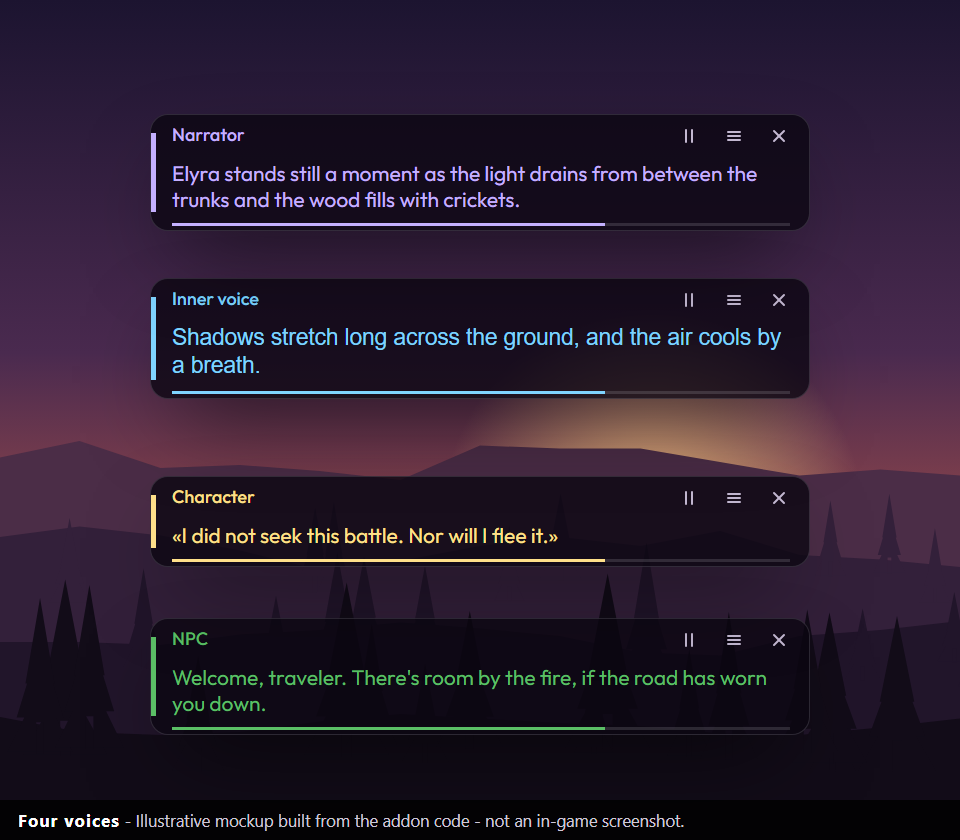 Narrator
Elyra stands still a moment as the light drains from between the
trunks and the wood fills with crickets.
Inner voice
Shadows stretch long across the ground, and the air cools by
a breath.
Character
«I did not seek this battle. Nor will I flee it.»
NPC
Welcome, traveler. There's room by the fire, if the road has worn
you down.
Four voices - Illustrative mockup built from the addon code - not an in-game screenshot.